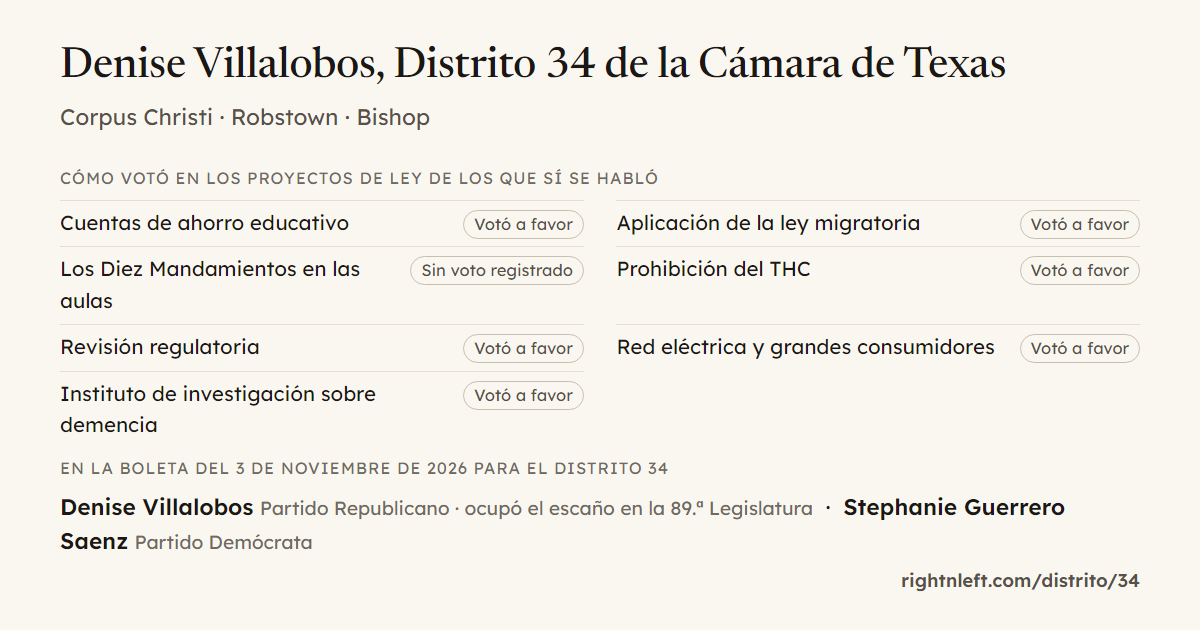 Denise Villalobos, Distrito 34 de la Cámara de Texas
Corpus Christi · Robstown · Bishop
CÓMO VOTÓ EN LOS PROYECTOS DE LEY DE LOS QUE SÍ SE HABLÓ
Cuentas de ahorro educativo Votó a favor
Aplicación de la ley migratoria Votó a favor
Los Diez Mandamientos en las Sin voto registrado
aulas
Prohibición del THC Votó a favor
Revisión regulatoria Votó a favor
Red eléctrica y grandes consumidores Votó a favor
Instituto de investigación sobre Votó a favor
demencia
EN LA BOLETA DEL 3 DE NOVIEMBRE DE 2026 PARA EL DISTRITO 34
Denise Villalobos Partido Republicano · ocupó el escaño en la 89.ª Legislatura · Stephanie Guerrero
Saenz Partido Demócrata
rightnleft.com/distrito/34